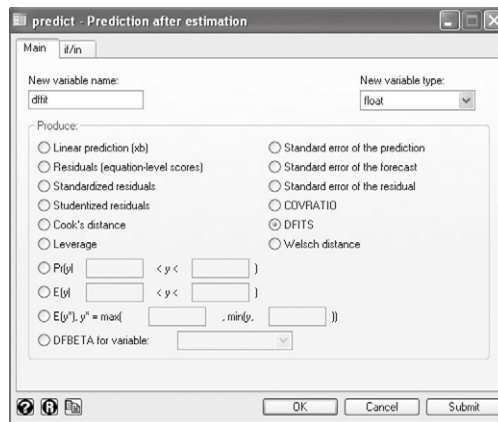 predict - Prediction after estimation
Main if/in
New variable name: New variable type:
dffit float
Produce:
Linear prediction (xb) Standard error of the prediction
Residuals (equation-level scores) Standard error of the forecast
Standardized residuals Standard error of the residual
Studentized residuals COVRATIO
Cook's distance DFITS
Leverage Welsch distance
Pr(y| < y < )
E(y| < y < )
E(y*), y* = max( , min(y, ))
DFBETA for variable:
? R OK Cancel Submit